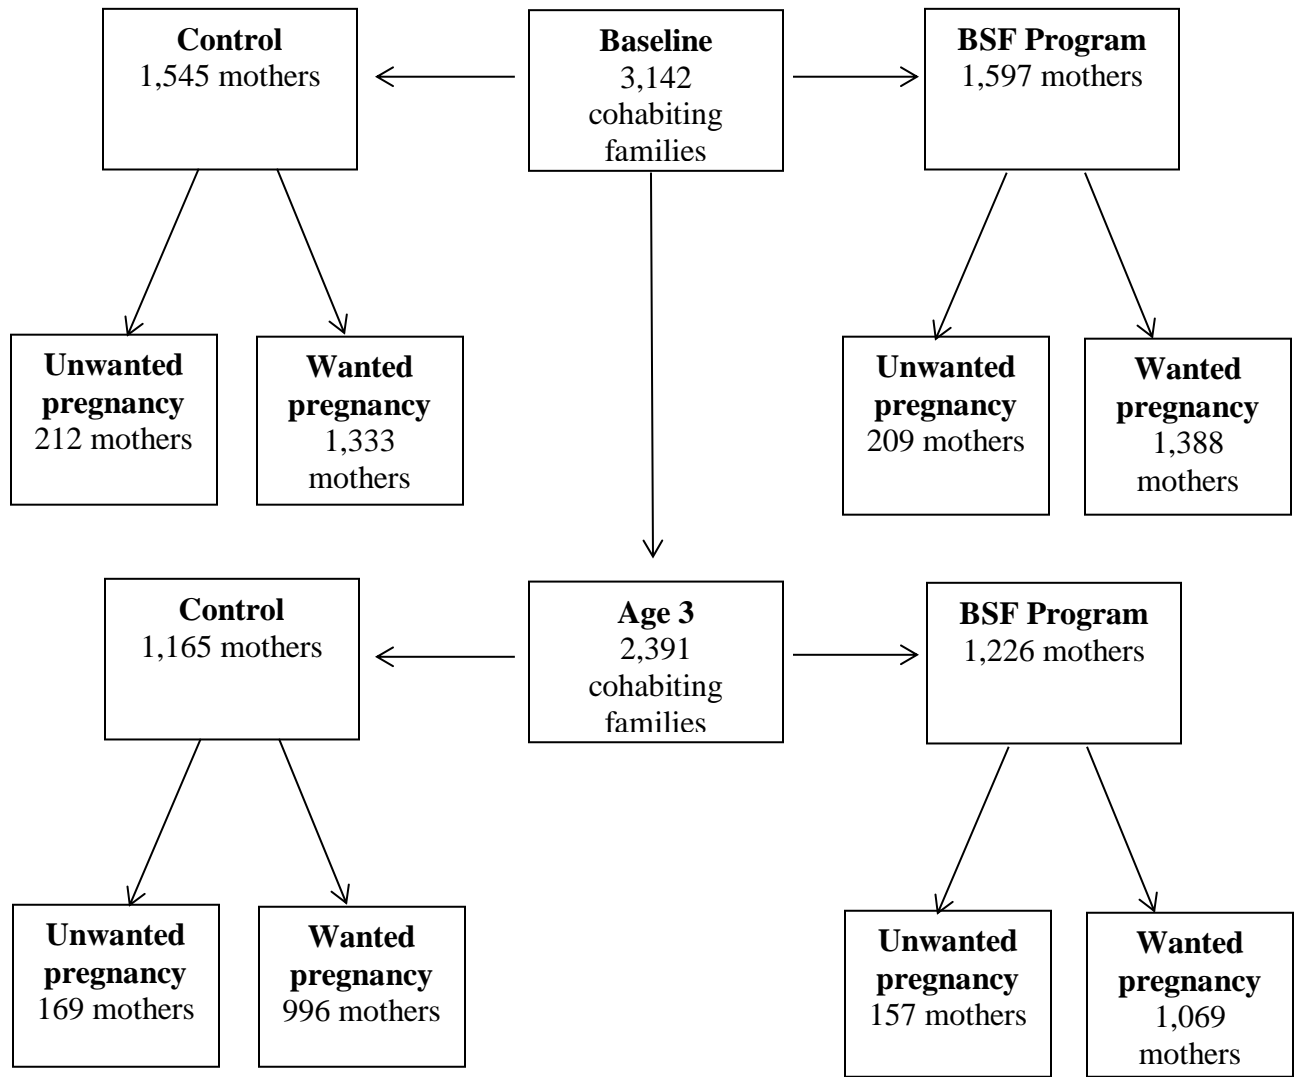 Control
1,545 mothers
Baseline
3,142
cohabiting
families
BSF Program
1,597 mothers
Unwanted
pregnancy
212 mothers
Wanted
pregnancy
1,333
mothers
Unwanted
pregnancy
209 mothers
Wanted
pregnancy
1,388
mothers
Control
1,165 mothers
Age 3
2,391
cohabiting
families
BSF Program
1,226 mothers
Unwanted
pregnancy
169 mothers
Wanted
pregnancy
996 mothers
Unwanted
pregnancy
157 mothers
Wanted
pregnancy
1,069
mothers